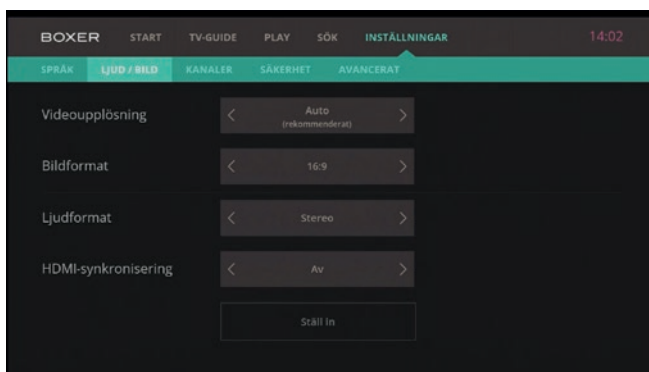 BOXER START TV-GUIDE PLAY SÖK INSTÄLLNINGAR 14:02
SPRÅK LJUD / BILD KANALER SÄKERHET AVANCERAT
Videoupplösning Auto
(rekommenderat)
Bildformat 16:9
Ljudformat Stereo
HDMI-synkronisering Av
Ställ In